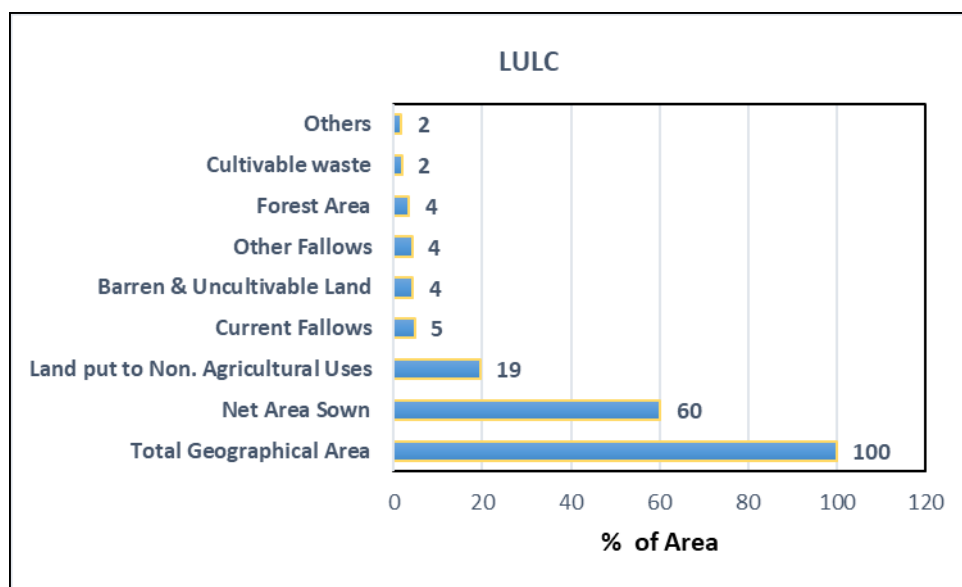 LULC
Others 2
Cultivable waste 2
Forest Area 4
Other Fallows 4
Barren & Uncultivable Land 4
Current Fallows 5
Land put to Non. Agricultural Uses 19
Net Area Sown 60
Total Geographical Area 100
0 20 40 60 80 100 120
% of Area